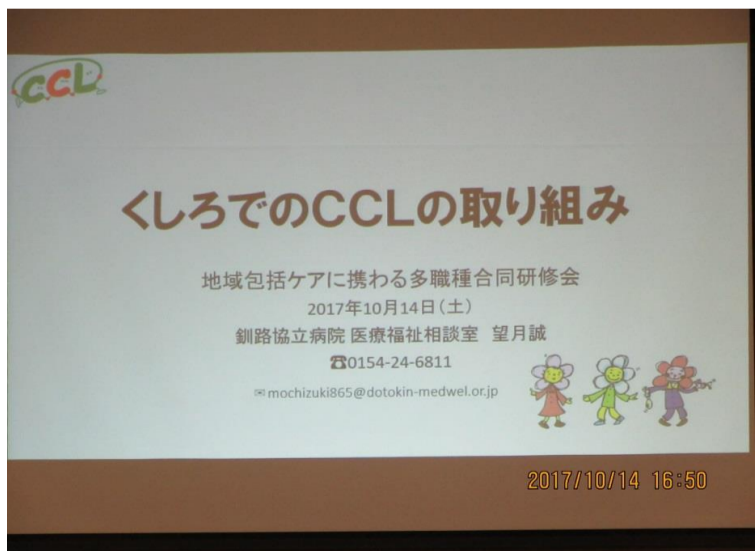 C.C.L
くしろでのCCLの取り組み
地域包括ケアに携わる多職種合同研修会
2017年10月14日(土)
釧路協立病院 医療福祉相談室　望月誠
☎0154-24-6811
✉mochizuki865@dotokin-medwel.or.jp
2017/10/14 16:50